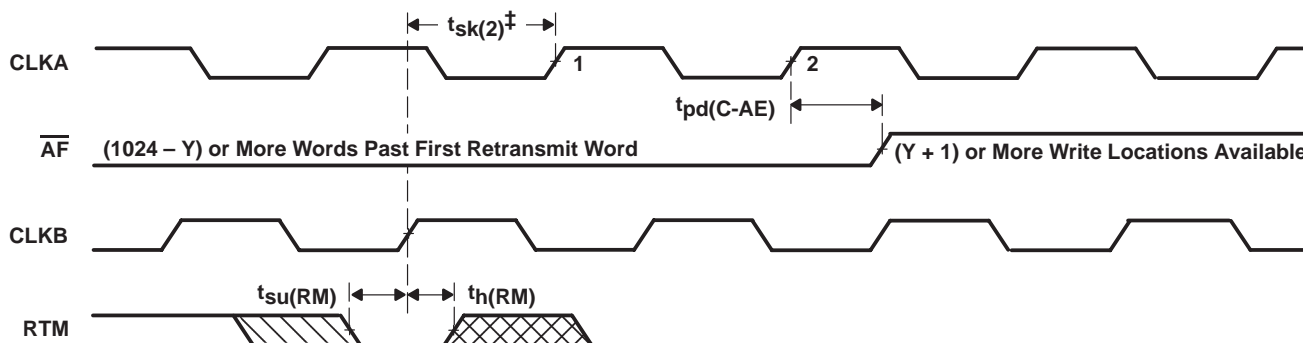 tsk(2)‡
CLKA
1
2
tpd(C-AE)
AF
(1024 – Y) or More Words Past First Retransmit Word
(Y + 1) or More Write Locations Available
CLKB
tsu(RM)
th(RM)
RTM